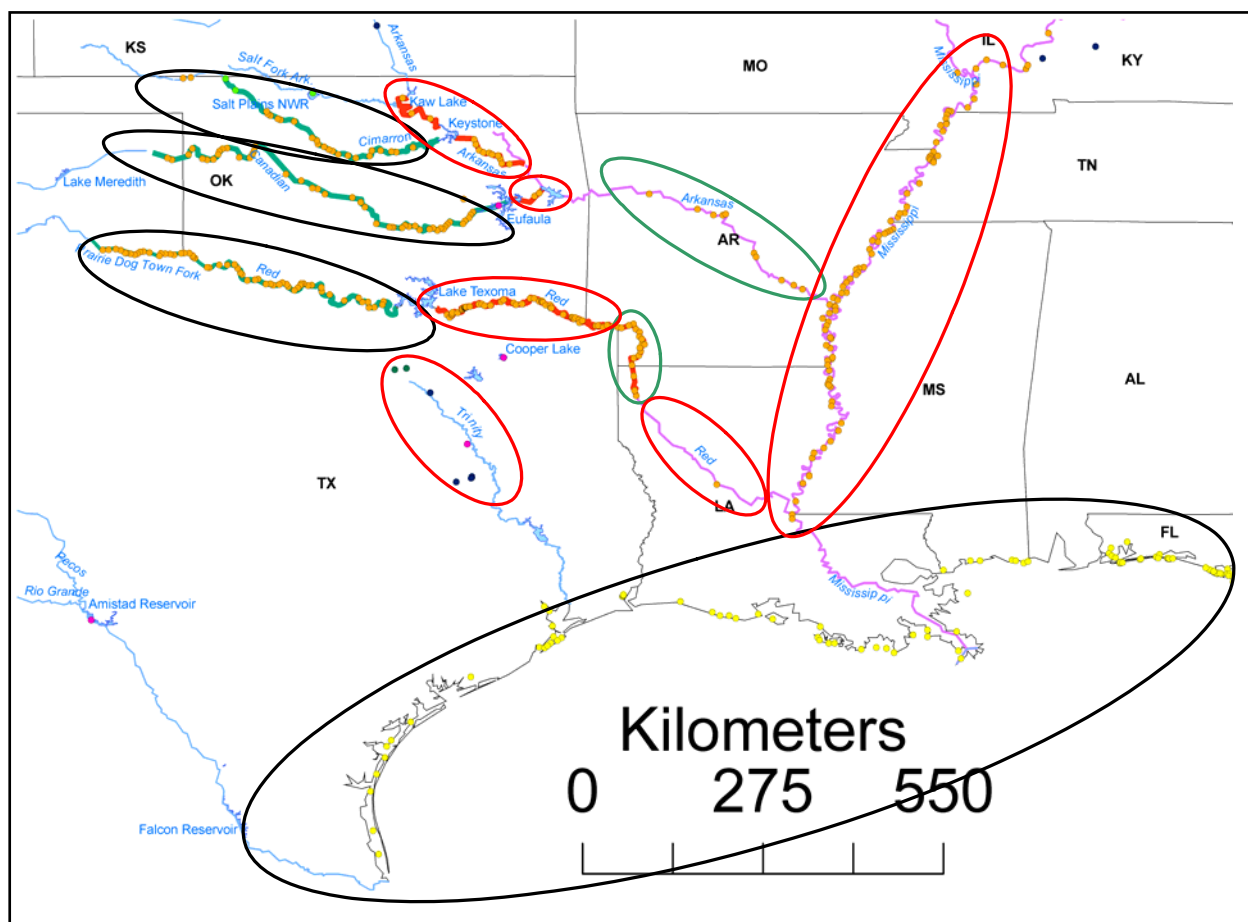 KS
Arkansas
MO
Mississippi
IL
KY
Salt Fork Ark.
Salt Plains NWR
Kaw Lake
Keystone
Cimarron
Arkansas
TN
Lake Meredith
OK
Canadian
Eufaula
Arkansas
AR
Mississippi
Prairie Dog Town Fork
Red
Lake Texoma
Red
Cooper Lake
MS
AL
Trinity
TX
Red
LA
FL
Pecos
Rio Grande
Amistad Reservoir
Mississippi
Kilometers
0 275 550
Falcon Reservoir